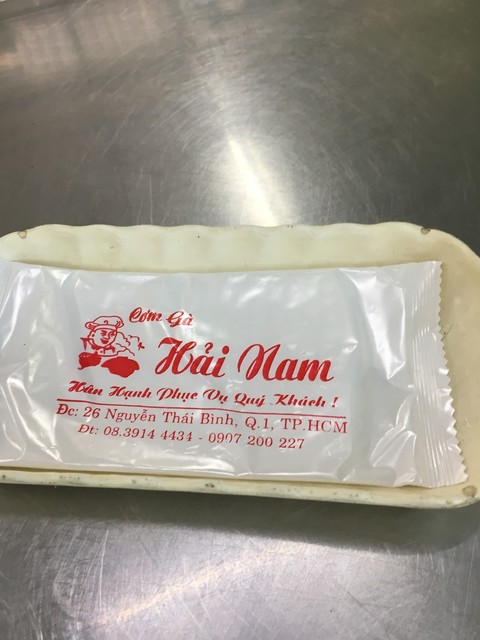 Cơm Gà
Hải Nam
Hân Hạnh Phục Vụ Quý Khách !
Đc: 26 Nguyễn Thái Bình, Q.1, TP.HCM
Đt: 08.3914 4434 - 0907 200 227